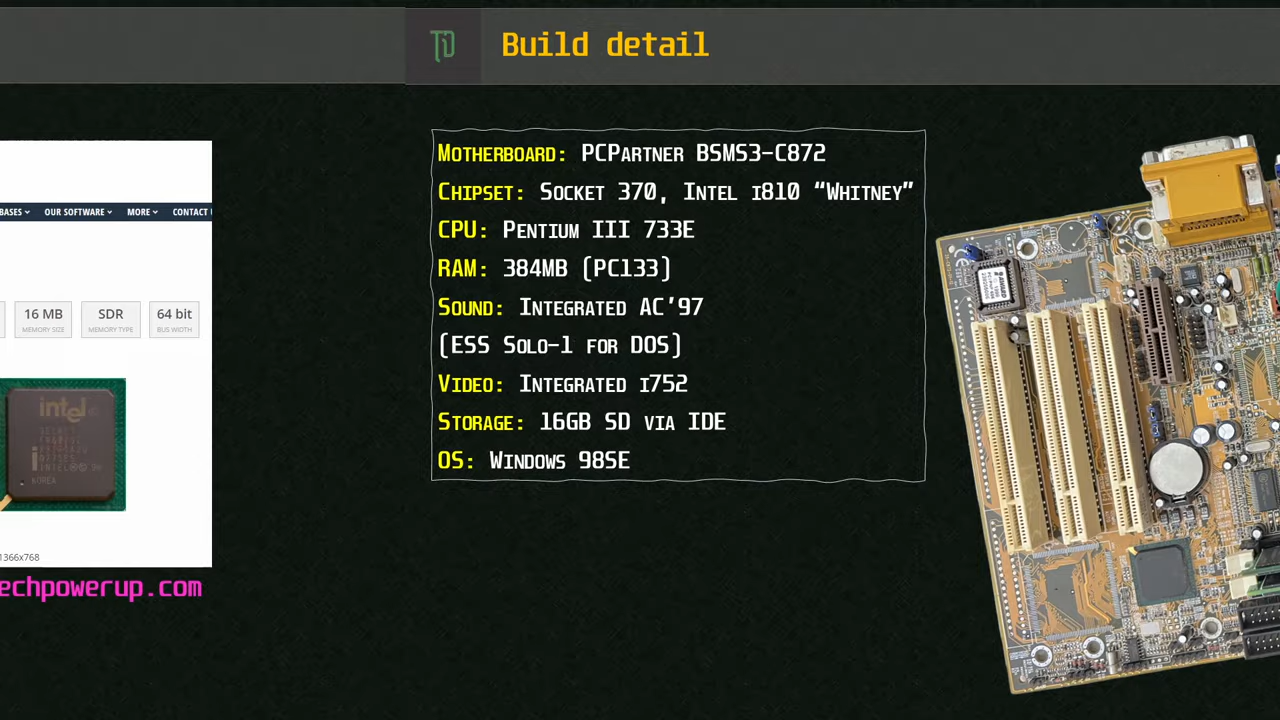 Build detail
BASES OUR SOFTWARE MORE CONTACT
16 MB SDR 64 bit
MEMORY SIZE MEMORY TYPE BUS WIDTH
intel
KOREA
1366x768
echpowerup.com
Motherboard: PCPartner BSMS3-C872
Chipset: Socket 370, Intel i810 “Whitney”
CPU: Pentium III 733E
RAM: 384MB (PC133)
Sound: Integrated AC’97
(ESS Solo-1 for DOS)
Video: Integrated i752
Storage: 16GB SD via IDE
OS: Windows 98SE